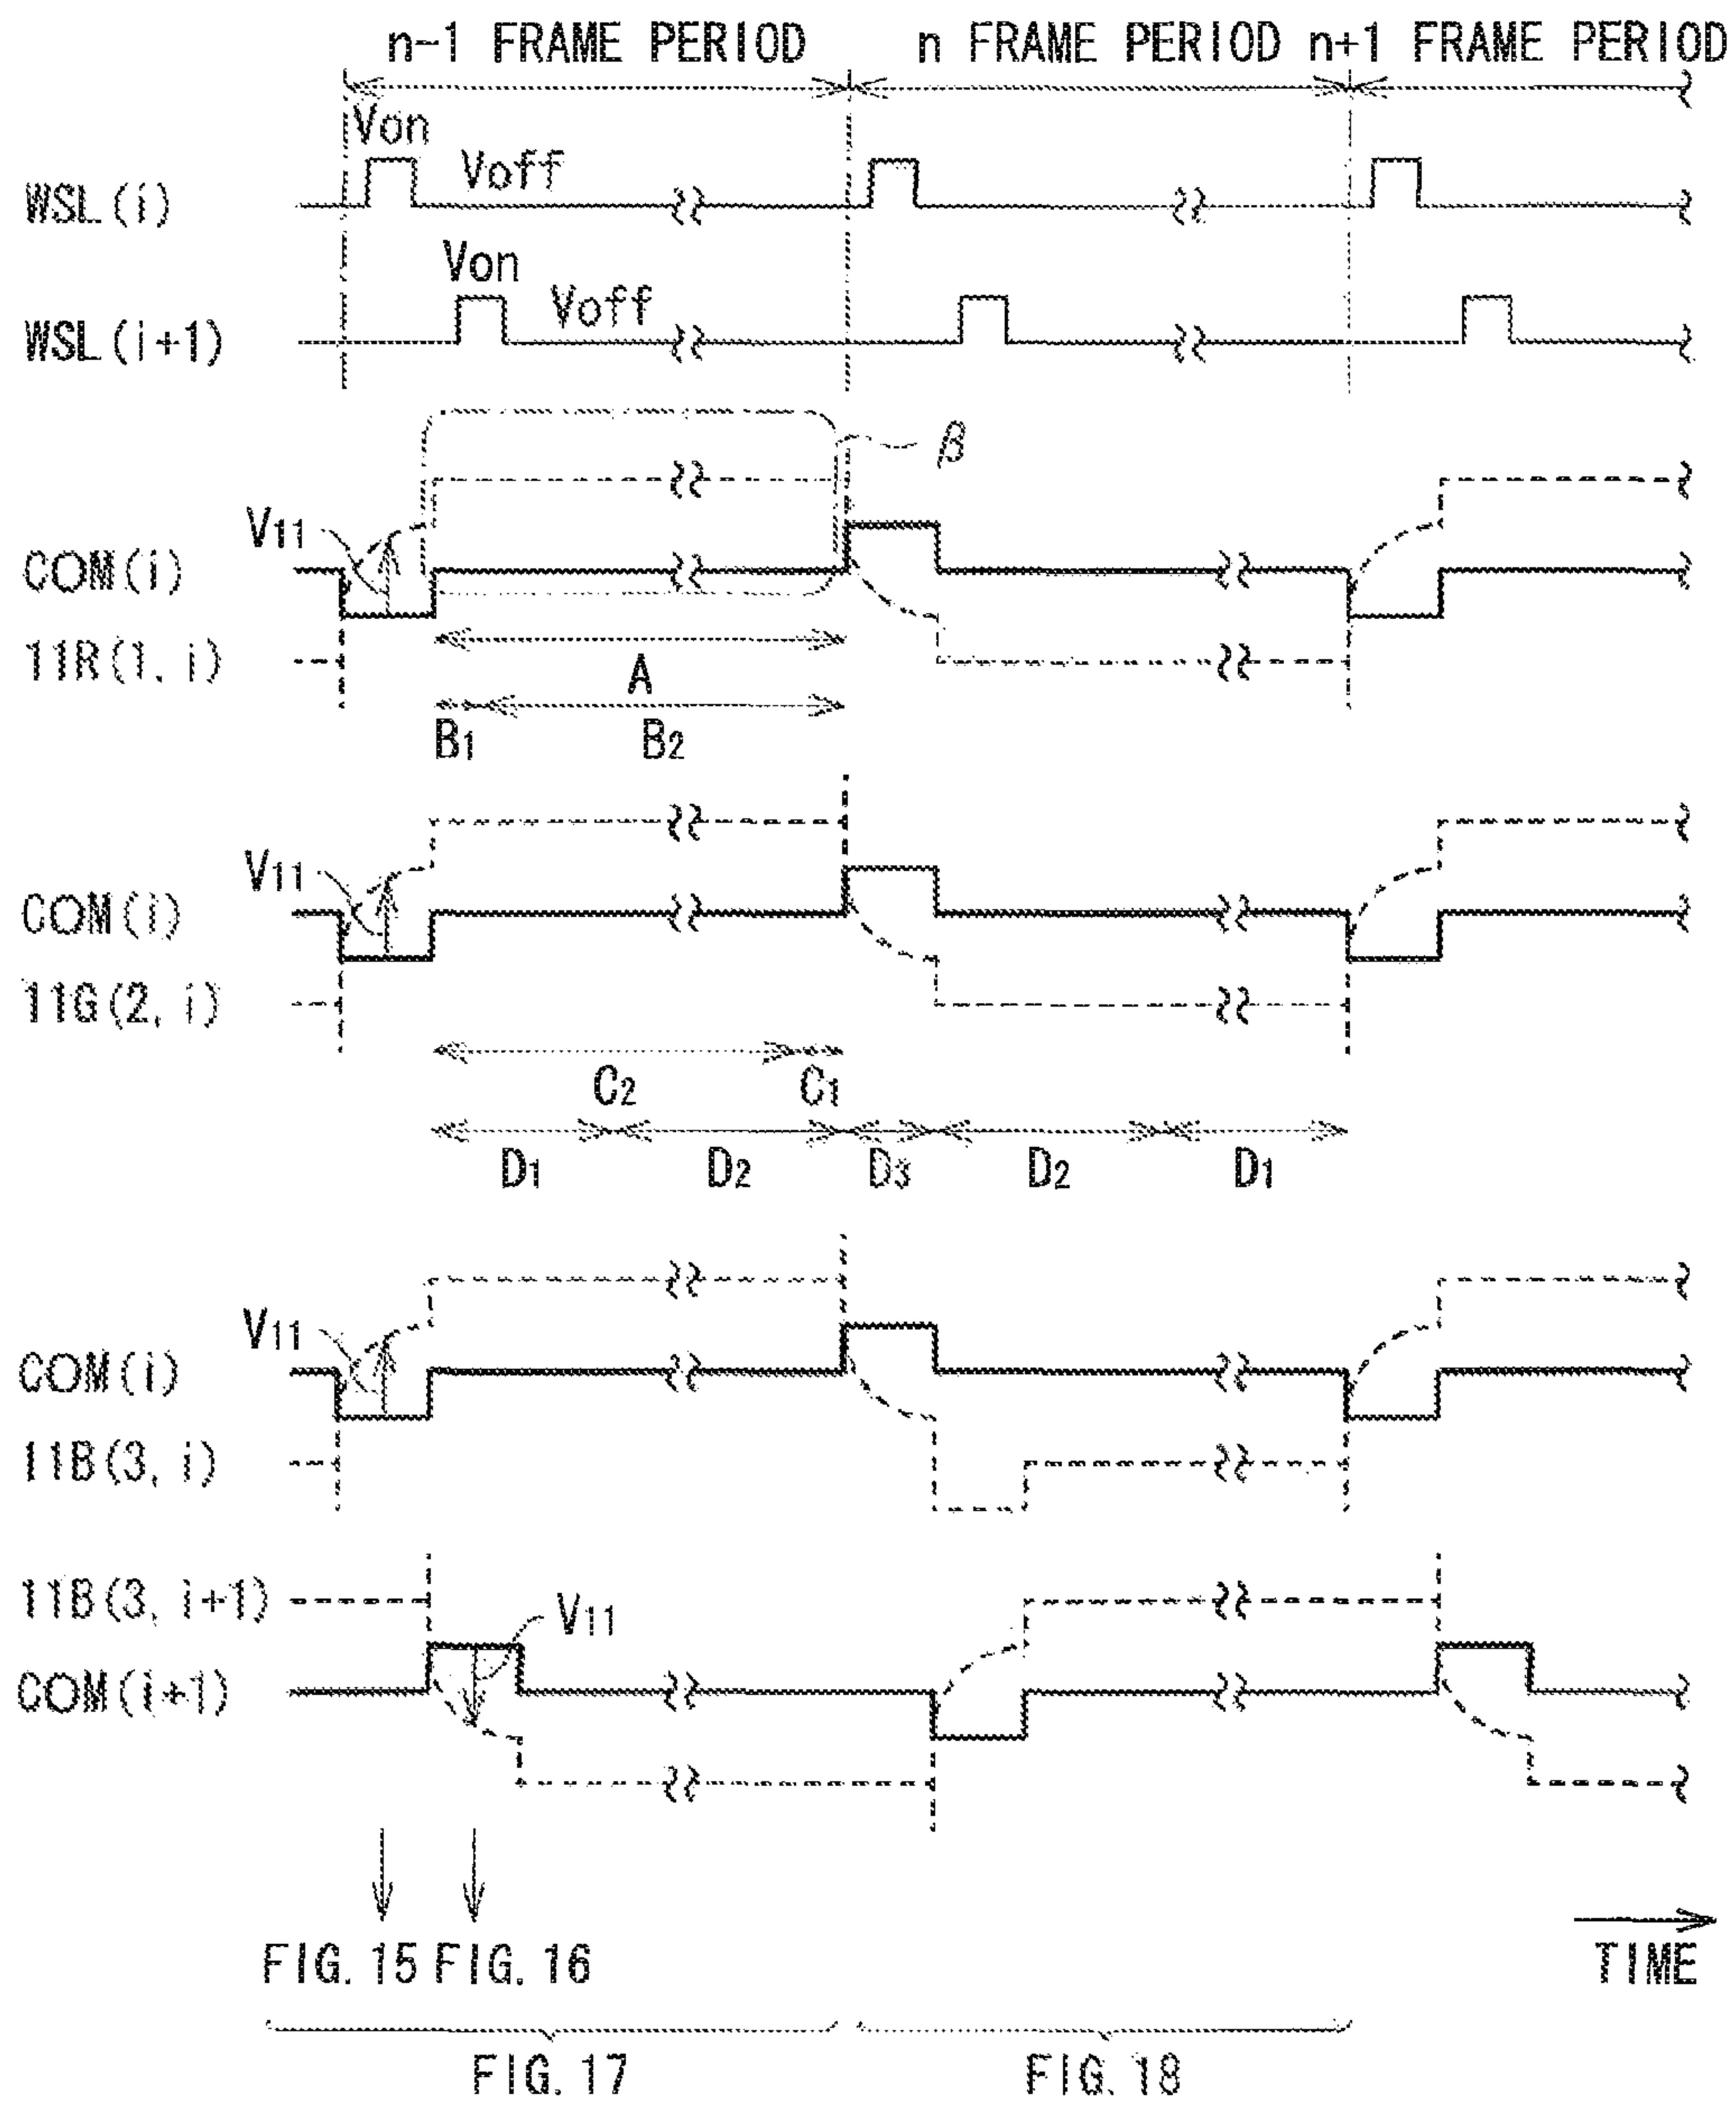 n-1 FRAME PERIOD n FRAME PERIOD n+1 FRAME PERIOD
Von
Voff
WSL(i)
Von
Voff
WSL(i+1)
β
V11
COM(i)
11R(1, i)
A
B1 B2
V11
COM(i)
11G(2, i)
C2 C1
D1 D2 D3 D2 D1
V11
COM(i)
11B(3, i)
11B(3, i+1)
V11
COM(i+1)
FIG. 15 FIG. 16
TIME
FIG. 17 FIG. 18